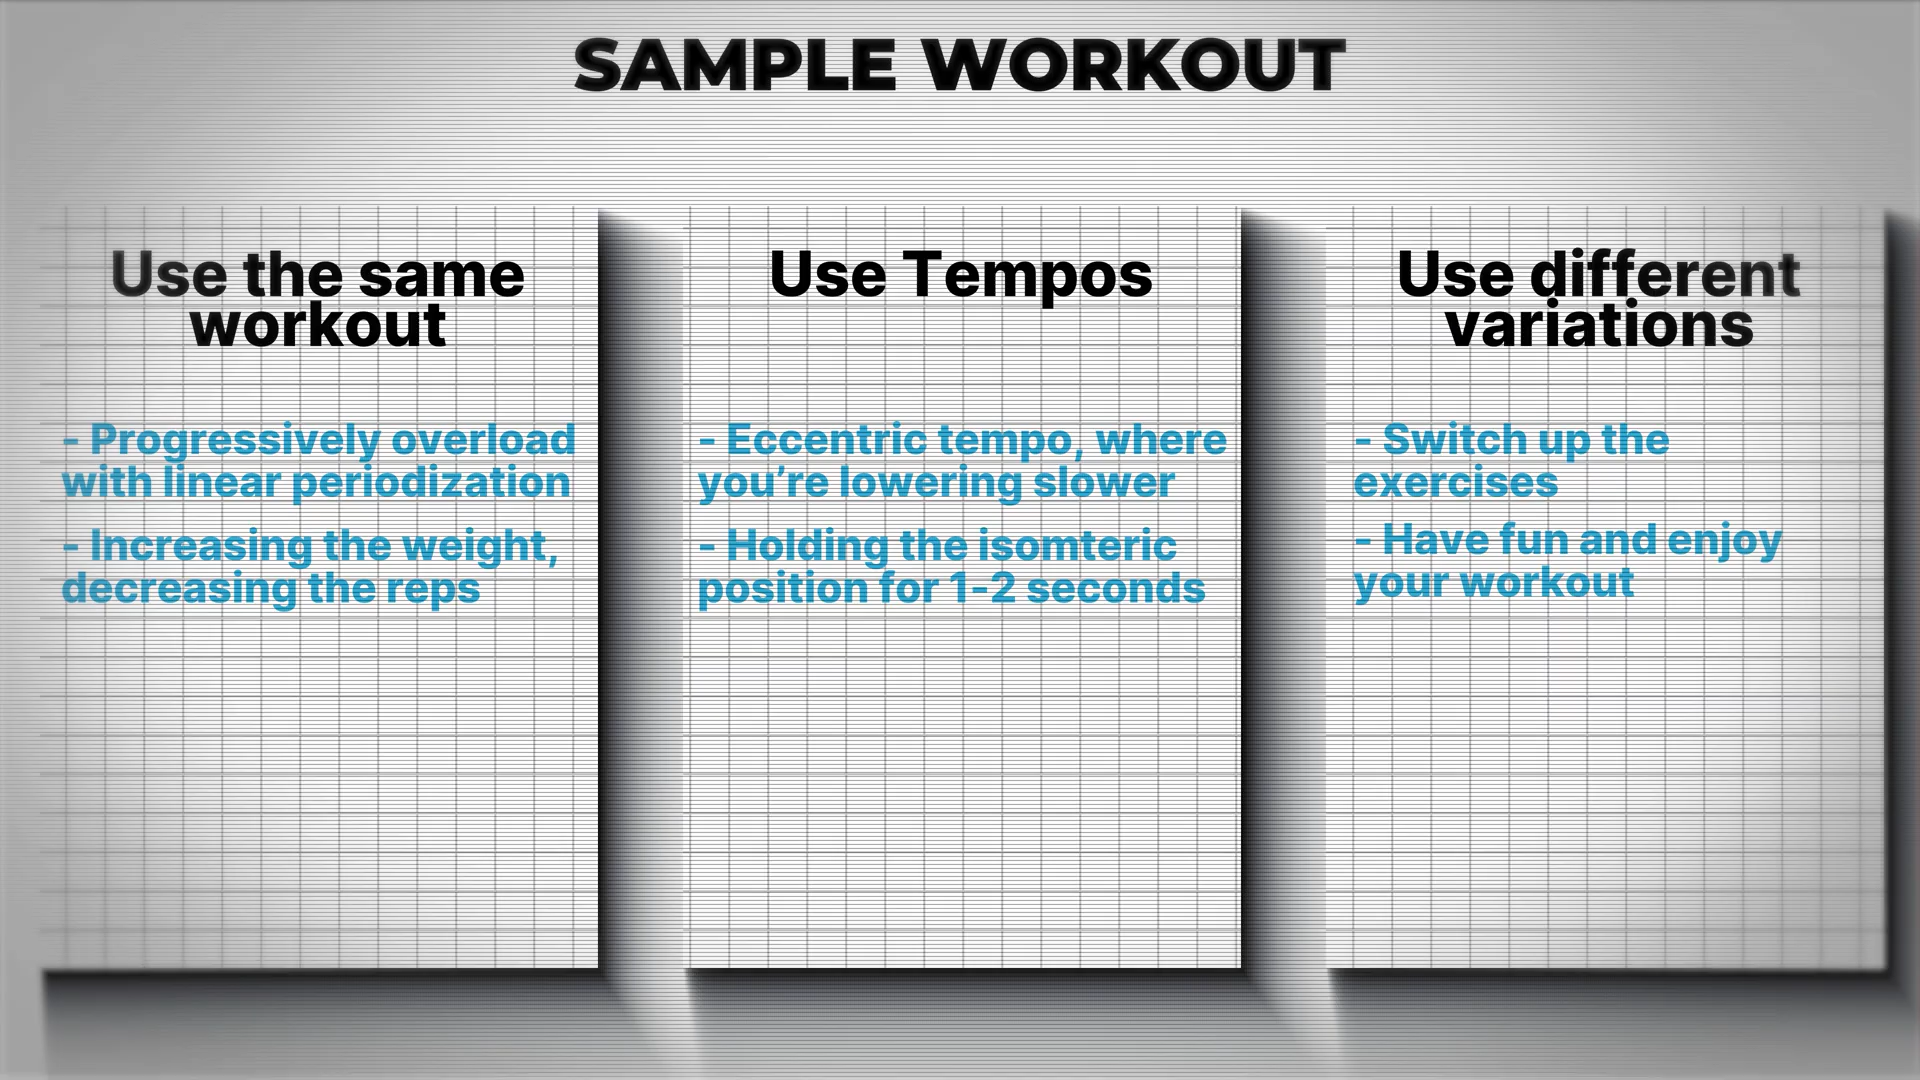 SAMPLE WORKOUT
Use the same
workout
- Progressively overload
with linear periodization
- Increasing the weight,
decreasing the reps
Use Tempos
- Eccentric tempo, where
you’re lowering slower
- Holding the isomteric
position for 1-2 seconds
Use different
variations
- Switch up the
exercises
- Have fun and enjoy
your workout